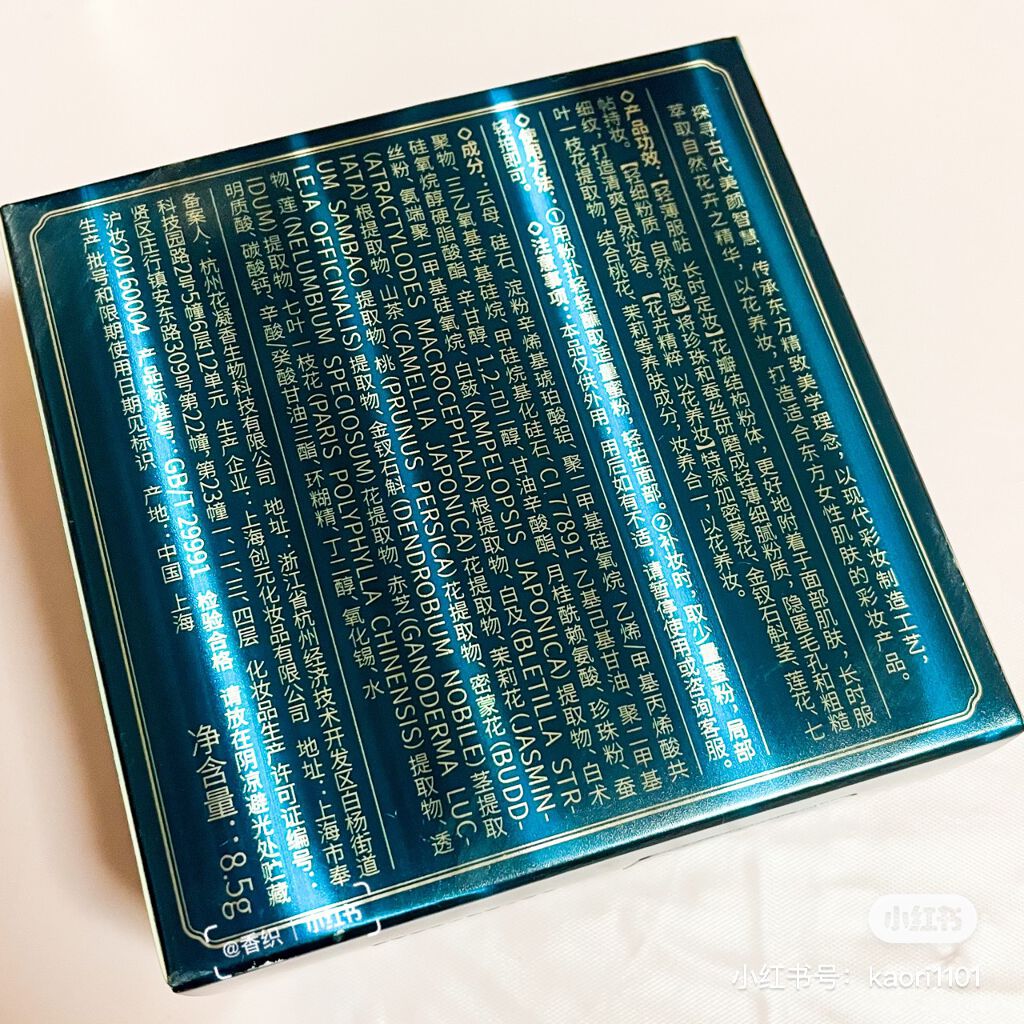 探寻古代美颜智慧，传承东方精致美学理念，以现代彩妆制造工艺，
萃取自然花卉之精华，以花养妆，打造适合东方女性肌肤的彩妆产品。
◇产品功效：【轻薄服帖 长时定妆】花瓣结构粉体，更好地附着于面部肌肤，长时服
帖持妆。【轻细粉质 自然妆感】将珍珠和蚕丝研磨成轻薄细腻粉质，隐匿毛孔和粗糙
细纹，打造清爽自然妆容。【花卉精粹 以花养妆】特添加密蒙花、金钗石斛茎、莲花、七
叶一枝花提取物，结合桃花、茉莉等养肤成分，妆养合一，以花养妆。
◇使用方法：①用粉扑轻轻蘸取适量蜜粉，轻拍面部。②补妆时，取少量蜜粉，局部
轻拍即可。 ◇注意事项：本品仅供外用，用后如有不适，请暂停使用或咨询客服。
◇成分：云母、硅石、淀粉辛烯基琥珀酸铝、聚二甲基硅氧烷、乙烯/甲基丙烯酸共
聚物、三乙氧基辛基硅烷、甲硅烷基化硅石、CI 77891、乙基己基甘油、聚二甲基
硅氧烷醇硬脂酸酯、辛甘醇、1,2-己二醇、甘油辛酸酯、月桂酰赖氨酸、珍珠粉、蚕
丝粉、氨端聚二甲基硅氧烷、白蔹(AMPELOPSIS JAPONICA)提取物、白术
(ATRACTYLODES MACROCEPHALA)根提取物、白及(BLETILLA STR-
IATA)根提取物、山茶(CAMELLIA JAPONICA)花提取物、茉莉花(JASMIN-
UM SAMBAC)提取物、桃(PRUNUS PERSICA)花提取物、密蒙花(BUDD-
LEJA OFFICINALIS)提取物、金钗石斛(DENDROBIUM NOBILE)茎提取
物、莲(NELUMBIUM SPECIOSUM)花提取物、赤芝(GANODERMA LUC-
IDUM)提取物、七叶一枝花(PARIS POLYPHYLLA CHINENSIS)提取物、透
明质酸、碳酸钙、辛酸/癸酸甘油三酯、环糊精、丁二醇、氧化锡、水
备案人：杭州花凝香生物科技有限公司 地址：浙江省杭州经济技术开发区白杨街道
科技园路2号5幢6层12单元 生产企业：上海创元化妆品有限公司 地址：上海市奉
贤区庄行镇安东路309号第22幢，第23幢一、二、三、四层 化妆品生产许可证编号：
沪妆20160004 产品标准号：GB/T 29991 检验合格 请放在阴凉避光处贮藏
生产批号和限期使用日期见标识 产地：中国 上海
净含量：8.5g
@香织 | 小红书
小红书
小红书号：kaori1101